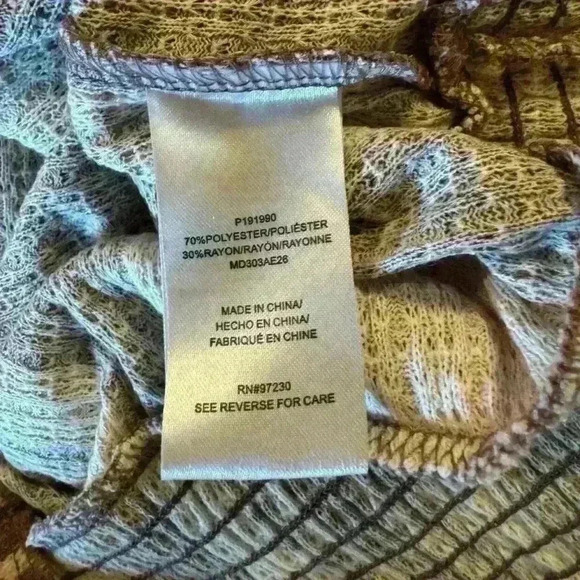 P191990
70%POLYESTER/POLIÉSTER
30%RAYON/RAYÓN/RAYONNE
MD303AE26
MADE IN CHINA/
HECHO EN CHINA/
FABRIQUÉ EN CHINE
RN#97230
SEE REVERSE FOR CARE